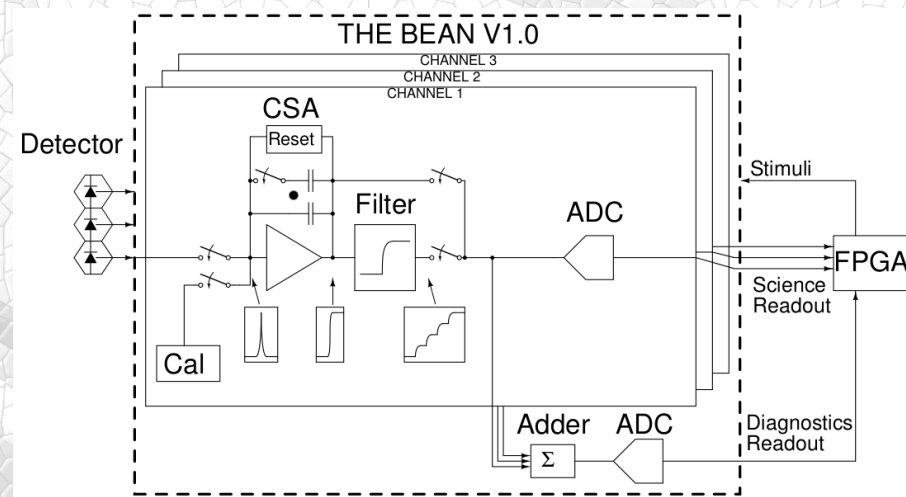 THE BEAN V1.0
CHANNEL 3
CHANNEL 2
CHANNEL 1
CSA
Reset
Detector
Stimuli
Filter
ADC
FPGA
Science
Readout
Cal
Adder
ADC
Diagnostics
Readout
Σ